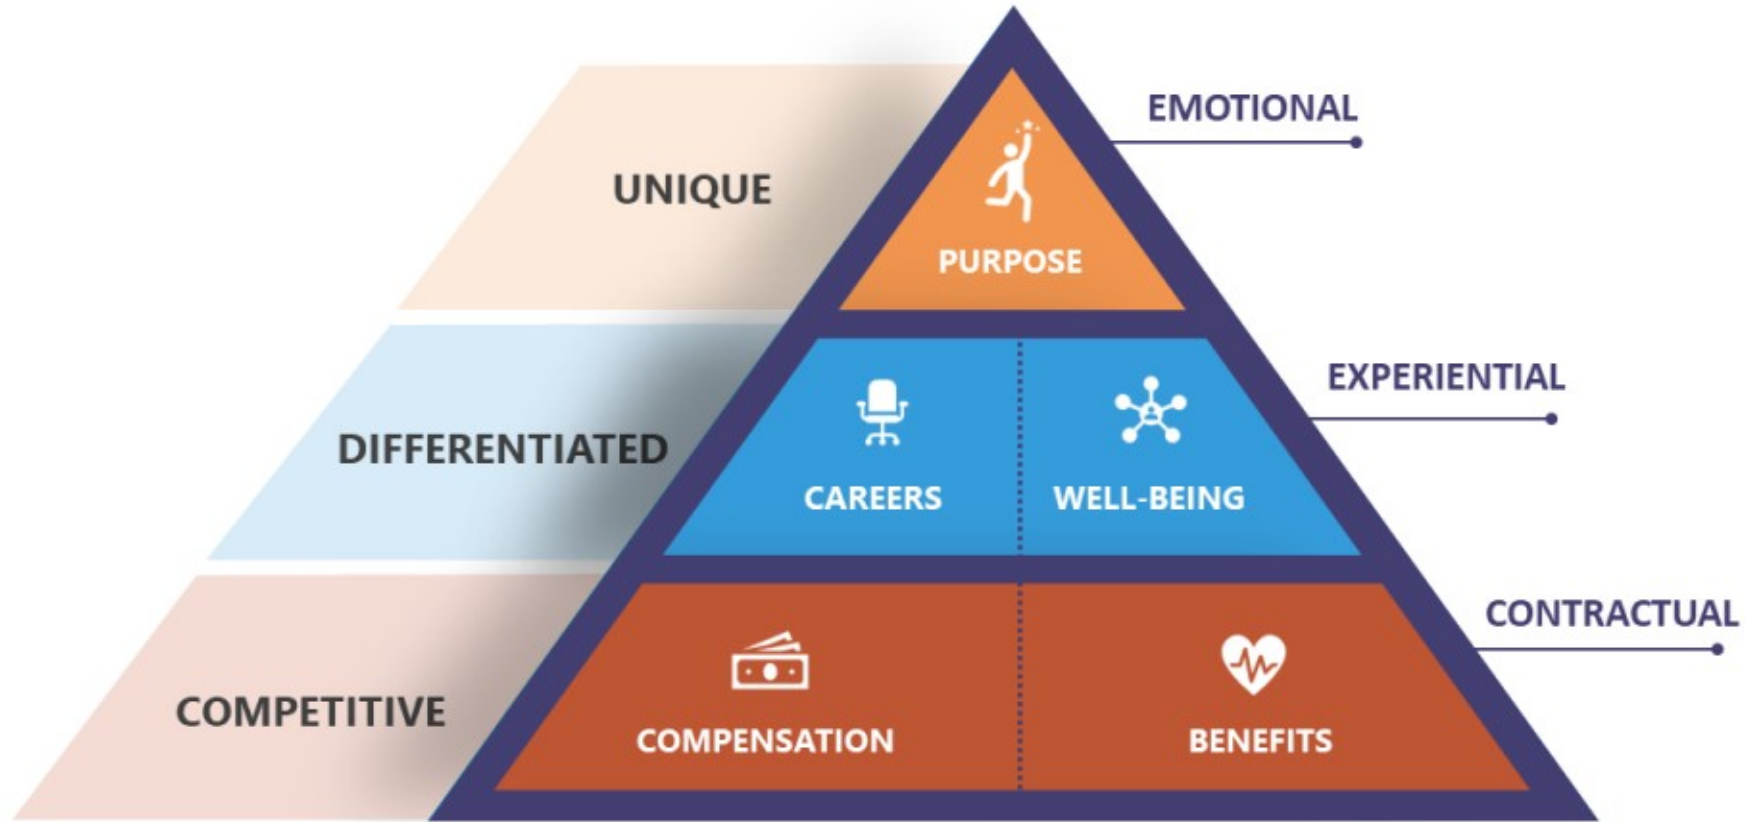 EMOTIONAL
UNIQUE
PURPOSE
EXPERIENTIAL
DIFFERENTIATED
CAREERS
WELL-BEING
CONTRACTUAL
COMPETITIVE
COMPENSATION
BENEFITS